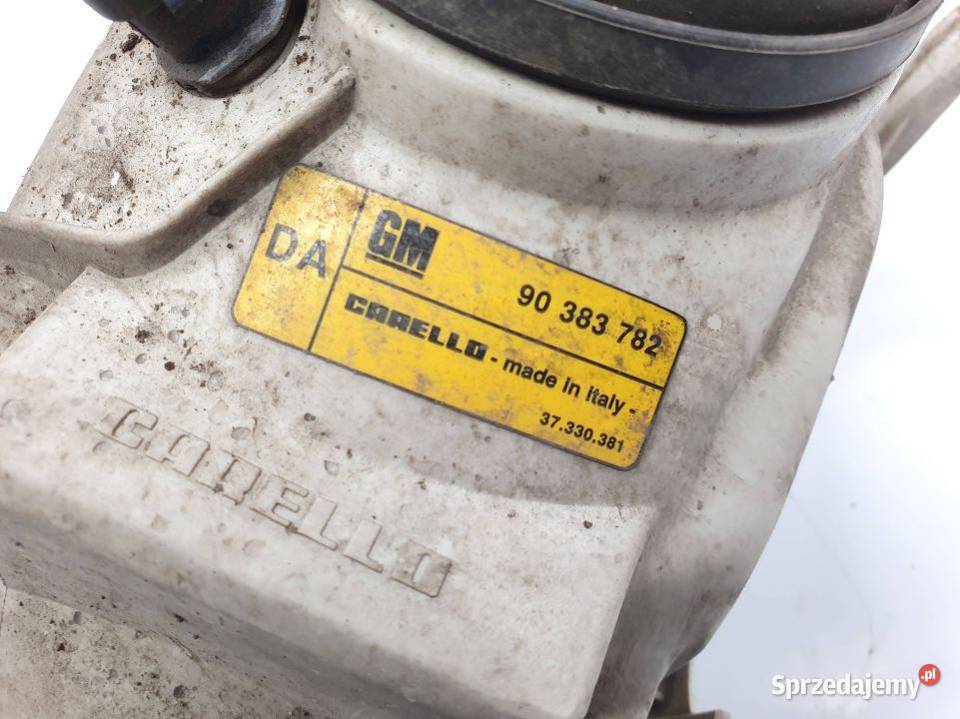 DA
GM
90 383 782
CARELLO - made in italy -
37.330.381
CARELLO
Sprzedajemy.pl